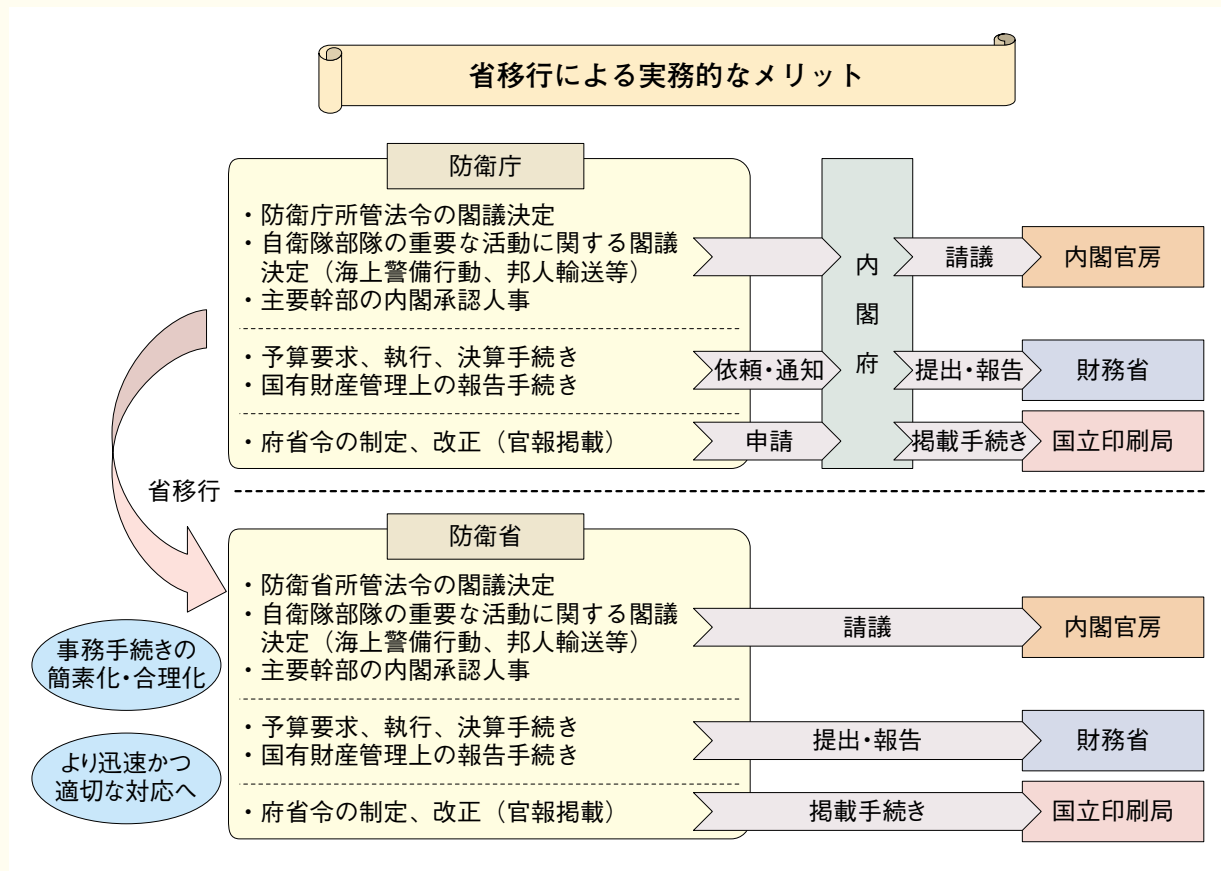 省移行による実務的なメリット
防衛庁
・防衛庁所管法令の閣議決定
・自衛隊部隊の重要な活動に関する閣議
決定（海上警備行動、邦人輸送等）
・主要幹部の内閣承認人事
内閣府
請議
内閣官房
・予算要求、執行、決算手続き
・国有財産管理上の報告手続き
依頼・通知
提出・報告
財務省
・府省令の制定、改正（官報掲載）
申請
掲載手続き
国立印刷局
省移行
防衛省
・防衛省所管法令の閣議決定
・自衛隊部隊の重要な活動に関する閣議
決定（海上警備行動、邦人輸送等）
・主要幹部の内閣承認人事
請議
内閣官房
事務手続きの
簡素化・合理化
・予算要求、執行、決算手続き
・国有財産管理上の報告手続き
提出・報告
財務省
より迅速かつ
適切な対応へ
・府省令の制定、改正（官報掲載）
掲載手続き
国立印刷局